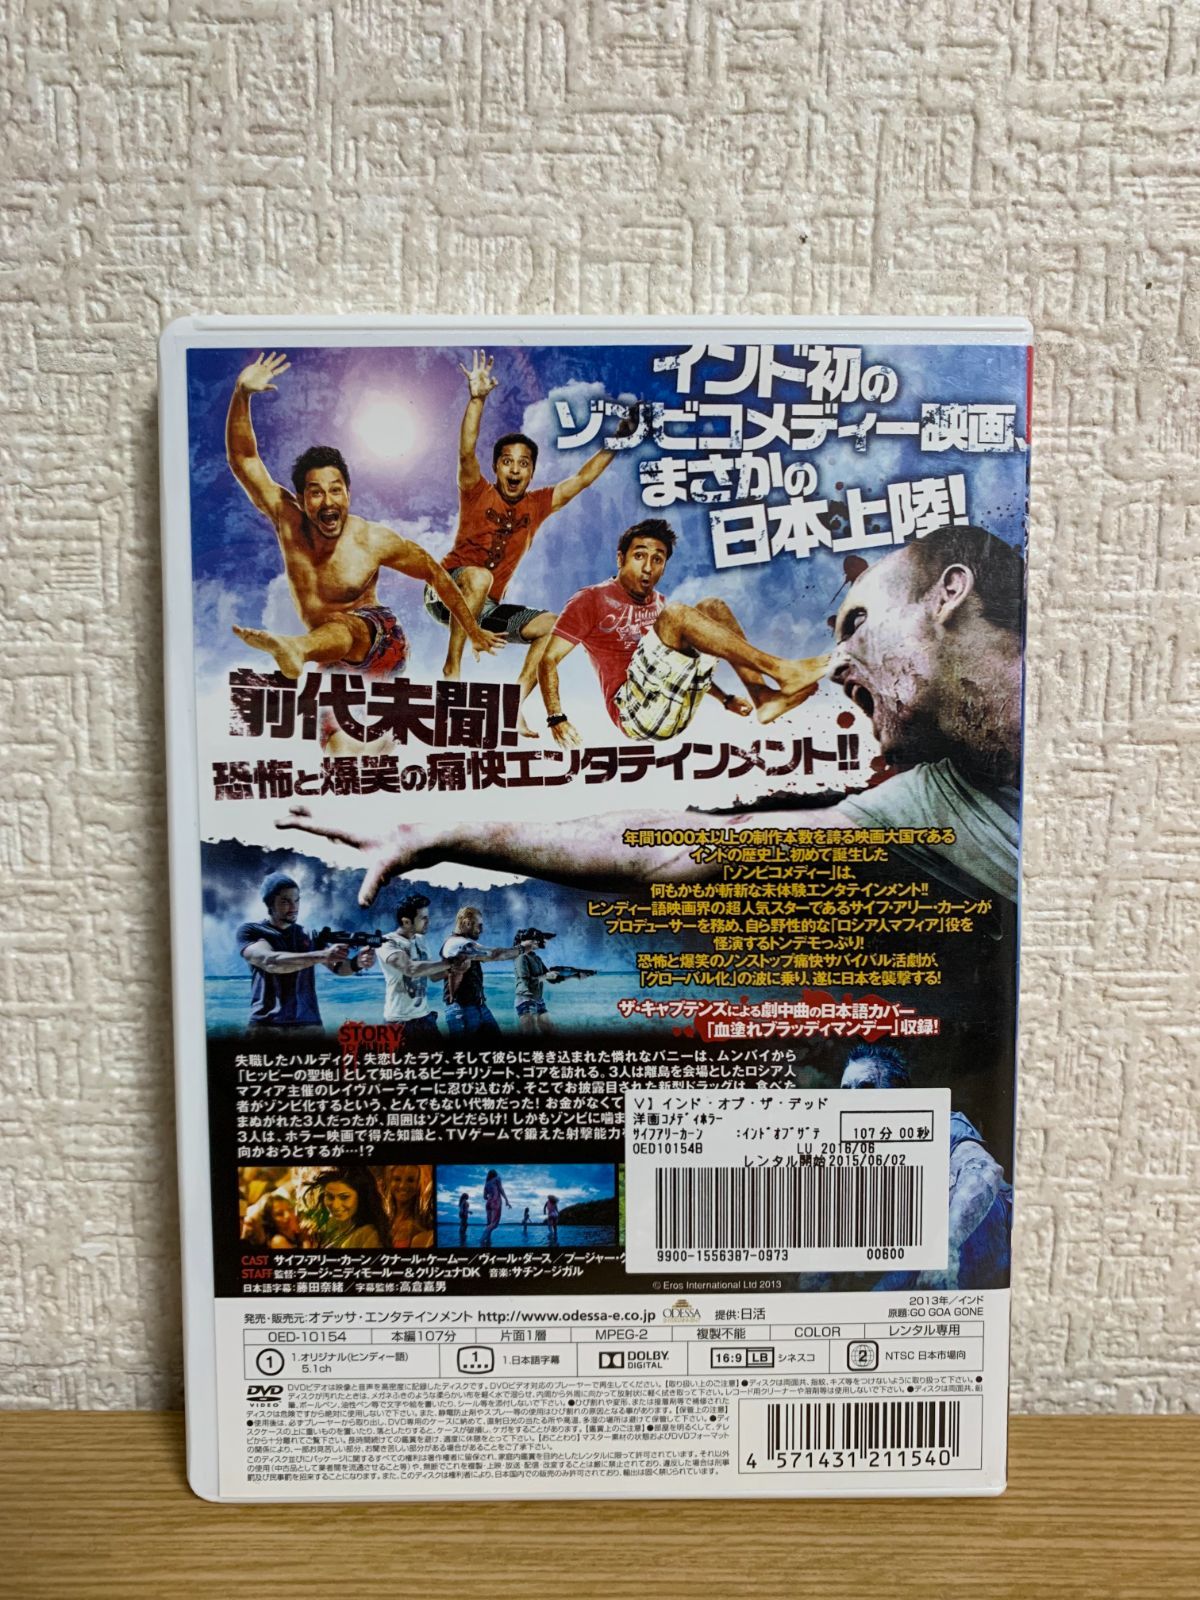 インド初の
ゾンビコメディー映画、
まさかの
日本上陸!
前代未聞!
恐怖と爆笑の痛快エンタテインメント!!
年間1000本以上の制作本数を誇る映画大国である
インドの歴史上、初めて誕生した
「ゾンビコメディー」は、
何もかもが斬新な未体験エンタテインメント!!
ヒンディー語映画界の超人気スターであるサイフ・アリー・カーンが
プロデューサーを務め、自ら野性的な「ロシア人マフィア」役を
怪演するトンデモっぷり!
恐怖と爆笑のノンストップ痛快サバイバル活劇が、
「グローバル化」の波に乗り、遂に日本を襲撃する!
ザ・キャプテンズによる劇中曲の日本語カバー
「血塗れブラッディマンデー」収録!
STORY
失職したハルディク、失恋したラヴ、そして彼らに巻き込まれた憐れなバニーは、ムンバイから
「ヒッピーの聖地」として知られるビーチリゾート、ゴアを訪れる。3人は離島を会場としたロシア人
マフィア主催のレイヴパーティーに忍び込むが、そこでお披露目された新型ドラッグは、食べた
者がゾンビ化するという、とんでもない代物だった! お金がなくて
まぬがれた3人だったが、周囲はゾンビだらけ! しかもゾンビに噛ま
3人は、ホラー映画で得た知識と、TVゲームで鍛えた射撃能力を
向かおうとするが…!?
V】インド・オブ・ザ・デッド
洋画コメディホラー
サイフアリーカーン :インドオブザデ 107分 00秒
OED10154B LU 2016/06
レンタル開始2015/06/02
9900-1556387-0973 00600
CAST サイフ・アリー・カーン/クナール・ケームー/ヴィール・ダース/プージャー・
STAFF 監督:ラージ・ニディモールー&クリシュナDK 音楽:サチン-ジガル
日本語字幕:藤田奈緒/字幕監修:高倉嘉男
© Eros International Ltd 2013
発売・販売元:オデッサ・エンタテインメント http://www.odessa-e.co.jp ODESSA 提供:日活
2013年/インド
原題:GO GOA GONE
OED-10154 本編107分 片面1層 MPEG-2 複製不能 COLOR レンタル専用
1 1.オリジナル(ヒンディー語) 5.1ch 1 1.日本語字幕 DOLBY DIGITAL 16:9 LB シネスコ 2 NTSC 日本市場向
DVD VIDEO
4 571431 211540